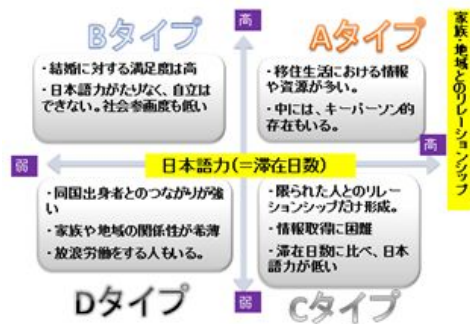 高
Bタイプ
Aタイプ
・結婚に対する満足度は高
・日本語力がたりなく、自立は
できない。社会参画度も低い
・移住生活における情報
や資源が多い。
・中には、キーパーソン的
存在もいる。
家族・地域とのリレーションシップ
弱
日本語力(=滞在日数)
高
・同国出身者とのつながりが強
い
・家族や地域の関係性が希薄
・放浪労働をする人もいる。
・限られた人とのリレー
ションシップだけ形成。
・情報取得に困難
・滞在日数に比べ、日本
語力が低い
Dタイプ
弱
Cタイプ